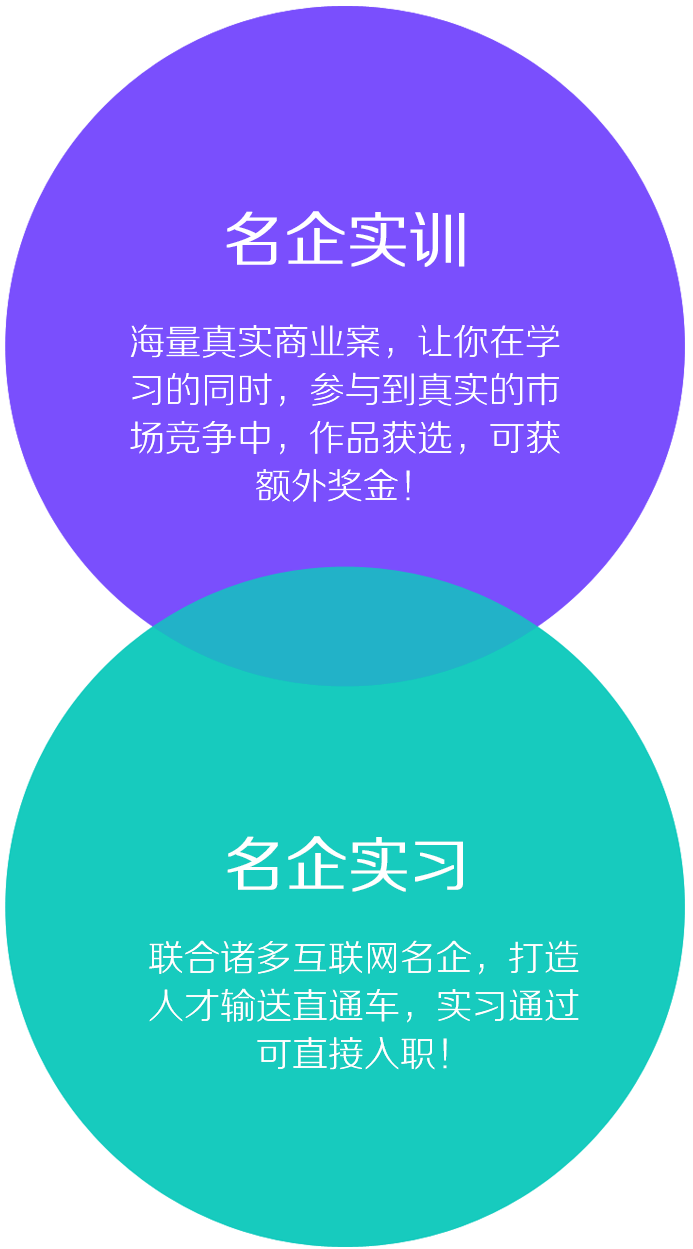 名企实训
海量真实商业案，让你在学
习的同时，参与到真实的市
场竞争中，作品获选，可获
额外奖金！
名企实习
联合诸多互联网名企，打造
人才输送直通车，实习通过
可直接入职！